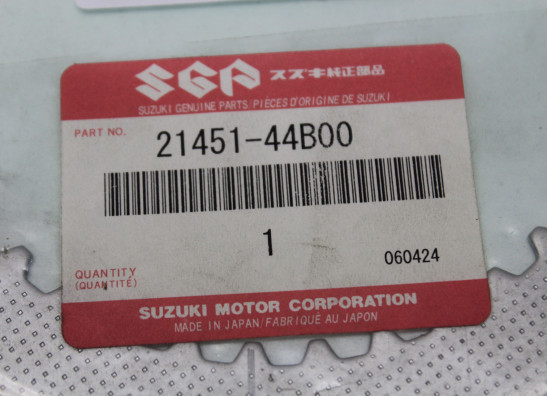 SGP スズキ純正部品
SUZUKI GENUINE PARTS/PIÈCES D'ORIGINE DE SUZUKI
PART NO. 21451-44B00
1
060424
QUANTITY
(QUANTITÉ)
SUZUKI MOTOR CORPORATION
MADE IN JAPAN/FABRIQUÉ AU JAPON